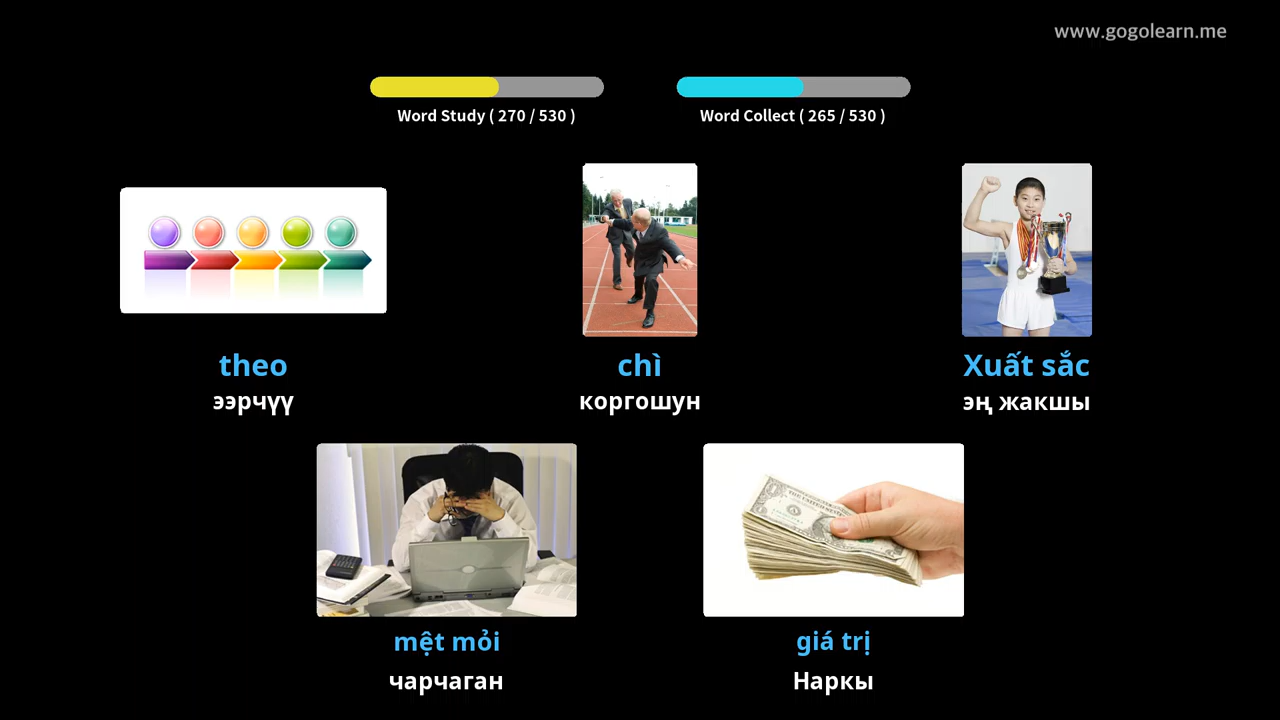 www.gogolearn.me
Word Study ( 270 / 530 )
Word Collect ( 265 / 530 )
theo
ээрчүү
chì
коргошун
Xuất sắc
эң жакшы
mệt mỏi
чарчаган
giá trị
Наркы